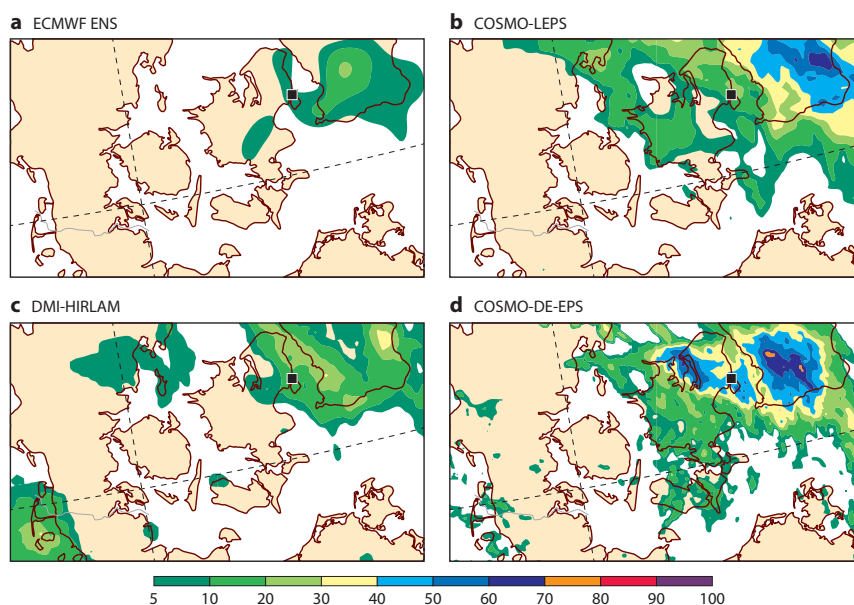 a ECMWF ENS
b COSMO-LEPS
c DMI-HIRLAM
d COSMO-DE-EPS
5 10 20 30 40 50 60 70 80 90 100